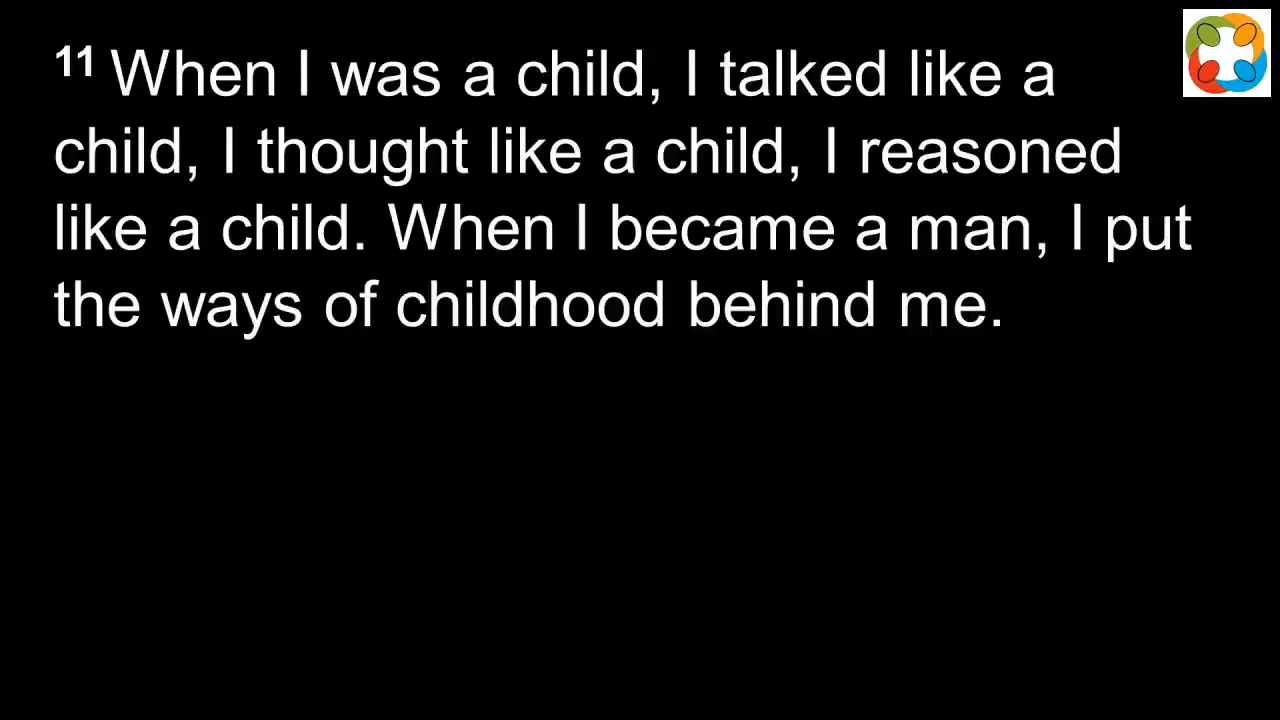 11 When I was a child, I talked like a
child, I thought like a child, I reasoned
like a child. When I became a man, I put
the ways of childhood behind me.